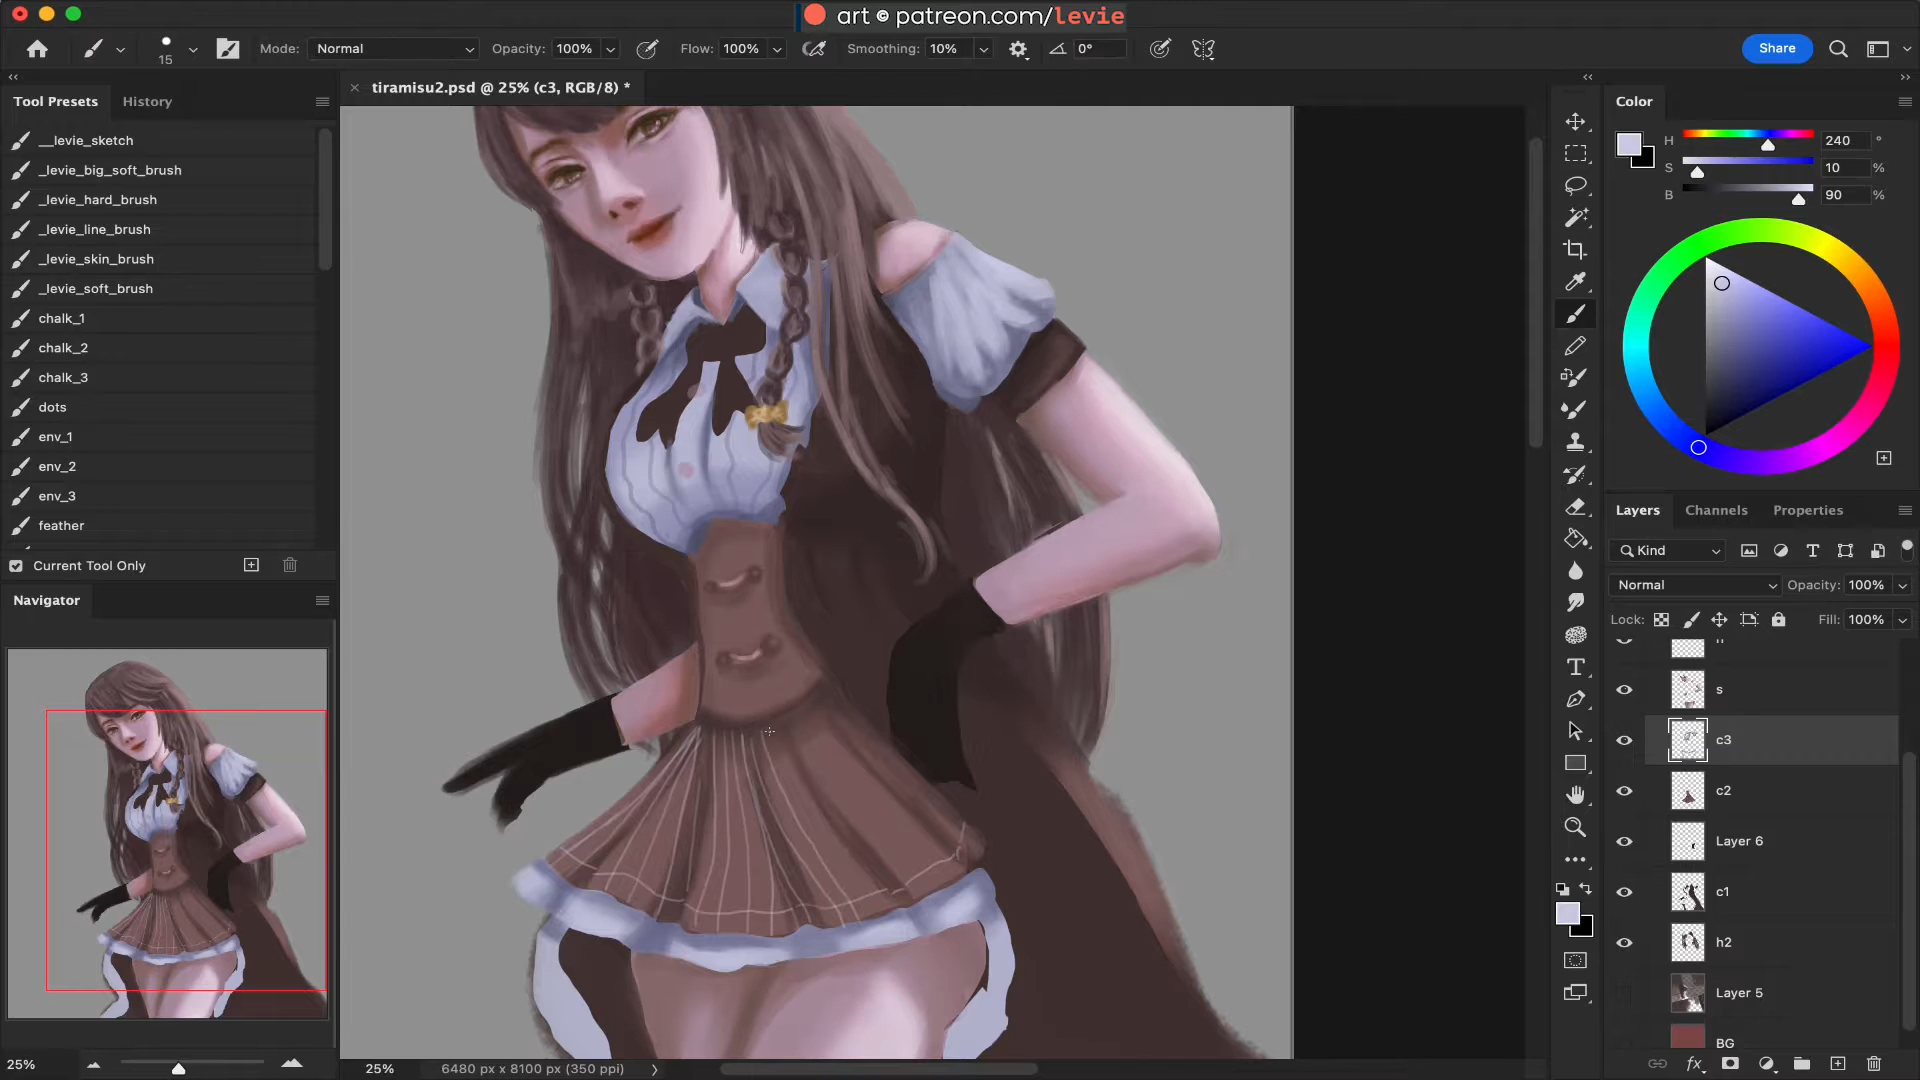 art © patreon.com/levie
15
Mode: Normal
Opacity: 100%
Flow: 100%
Smoothing: 10%
0°
Share
Tool Presets
History
tiramisu2.psd @ 25% (c3, RGB/8) *
Color
__levie_sketch
_levie_big_soft_brush
_levie_hard_brush
_levie_line_brush
_levie_skin_brush
_levie_soft_brush
chalk_1
chalk_2
chalk_3
dots
env_1
env_2
env_3
feather
Current Tool Only
Navigator
25%
25%
6480 px x 8100 px (350 ppi)
H 240 °
S 10 %
B 90 %
Layers
Channels
Properties
Kind
Normal
Opacity: 100%
Lock:
Fill: 100%
s
c3
c2
Layer 6
c1
h2
Layer 5
BG
fx